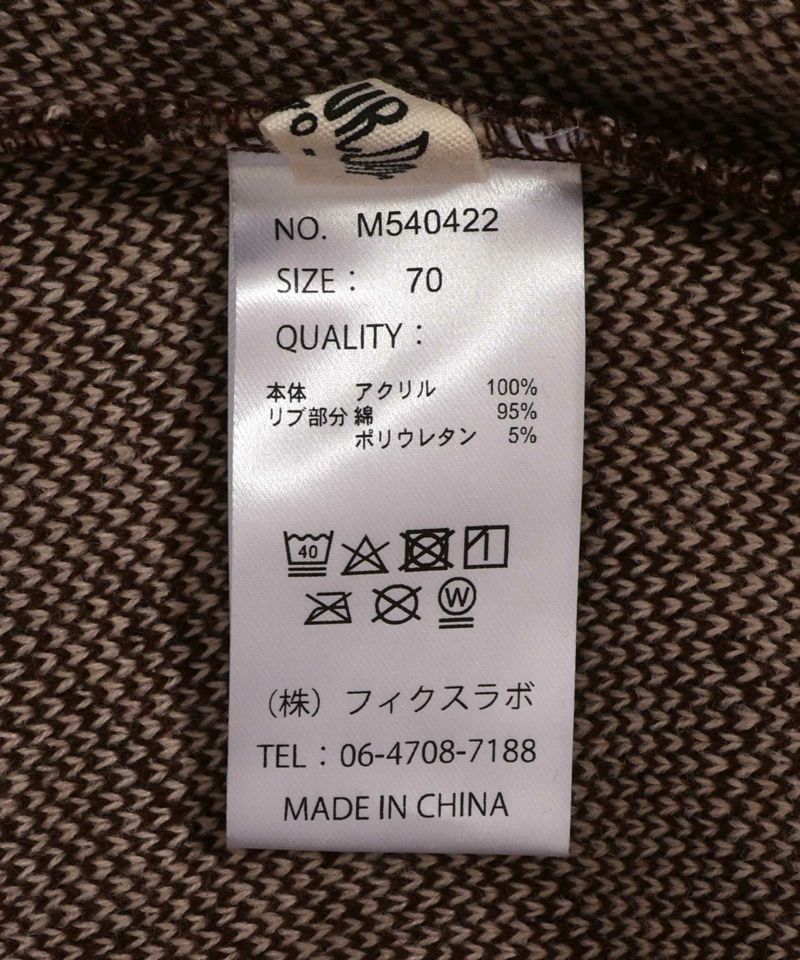 UR
o.
NO. M540422
SIZE : 70
QUALITY :
本体 アクリル 100%
リブ部分 綿 95%
ポリウレタン 5%
40
W
(株) フィクスラボ
TEL : 06-4708-7188
MADE IN CHINA